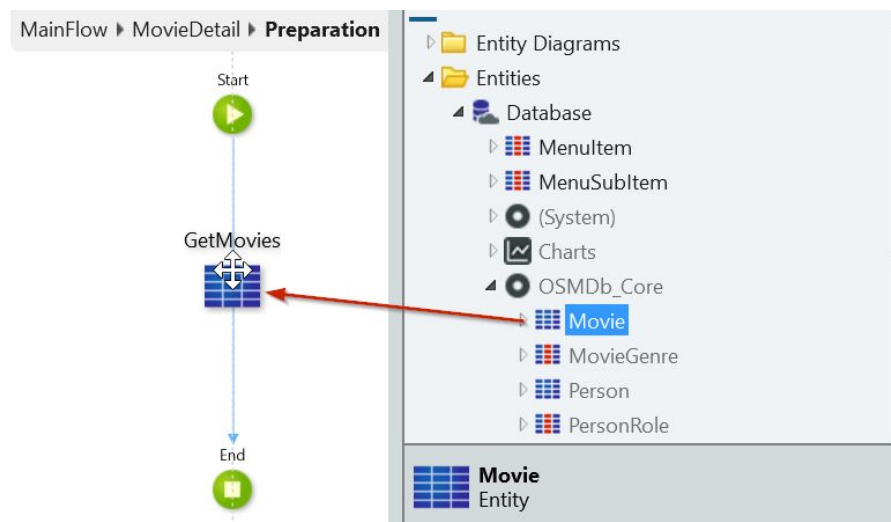 MainFlow ▶ MovieDetail ▶ Preparation
Start
GetMovies
End
Entity Diagrams
Entities
Database
MenuItem
MenuSubItem
(System)
Charts
OSMDb_Core
Movie
MovieGenre
Person
PersonRole
Movie
Entity